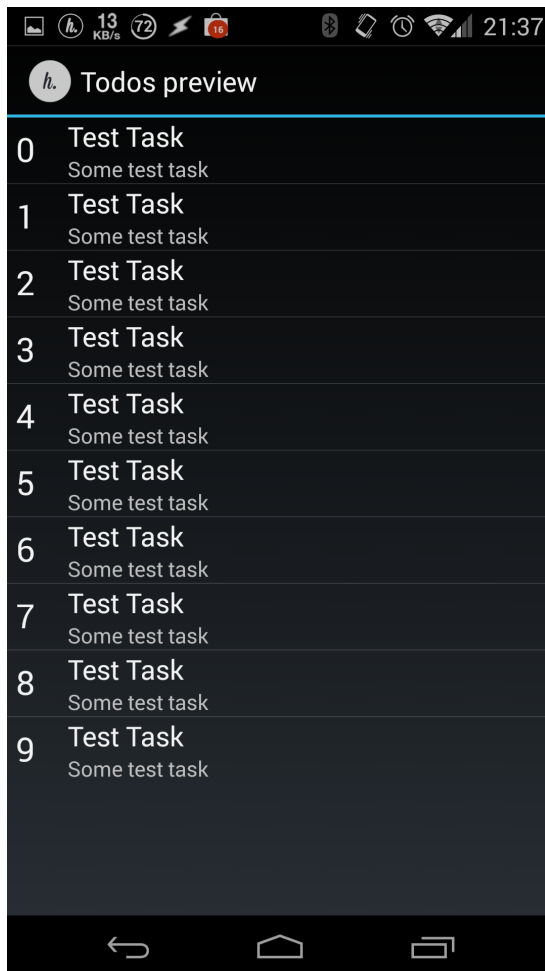 h. 13 KB/s 72 16 21:37
h. Todos preview
0 Test Task
Some test task
1 Test Task
Some test task
2 Test Task
Some test task
3 Test Task
Some test task
4 Test Task
Some test task
5 Test Task
Some test task
6 Test Task
Some test task
7 Test Task
Some test task
8 Test Task
Some test task
9 Test Task
Some test task